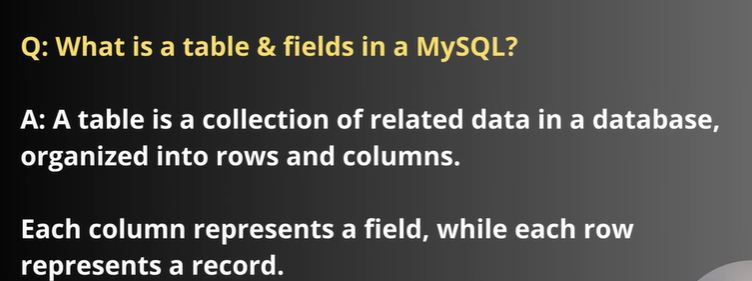 Q: What is a table & fields in a MySQL?
A: A table is a collection of related data in a database,
organized into rows and columns.
Each column represents a field, while each row
represents a record.